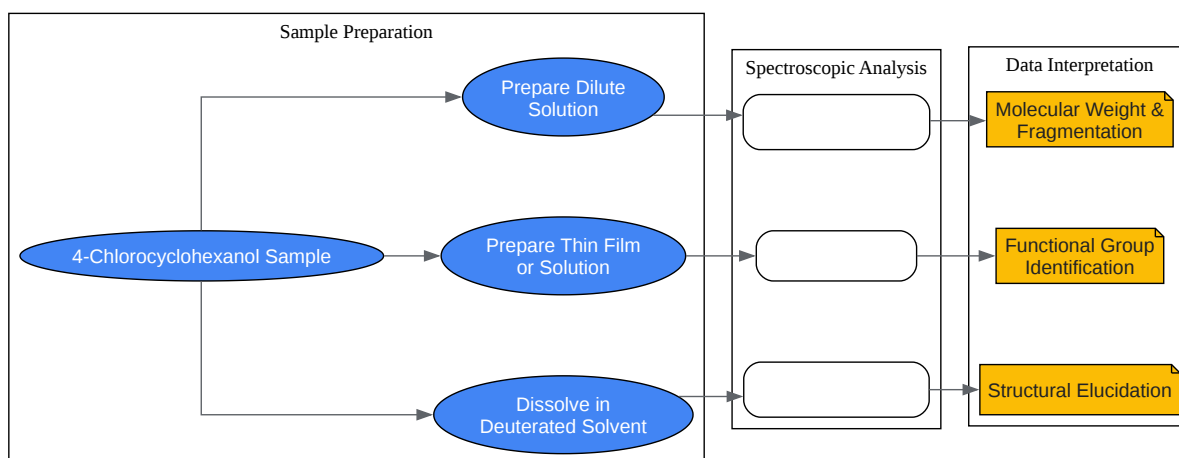 Sample Preparation
Spectroscopic Analysis
Data Interpretation
Prepare Dilute
Solution
Molecular Weight &
Fragmentation
4-Chlorocyclohexanol Sample
Prepare Thin Film
or Solution
Functional Group
Identification
Dissolve in
Deuterated Solvent
Structural Elucidation